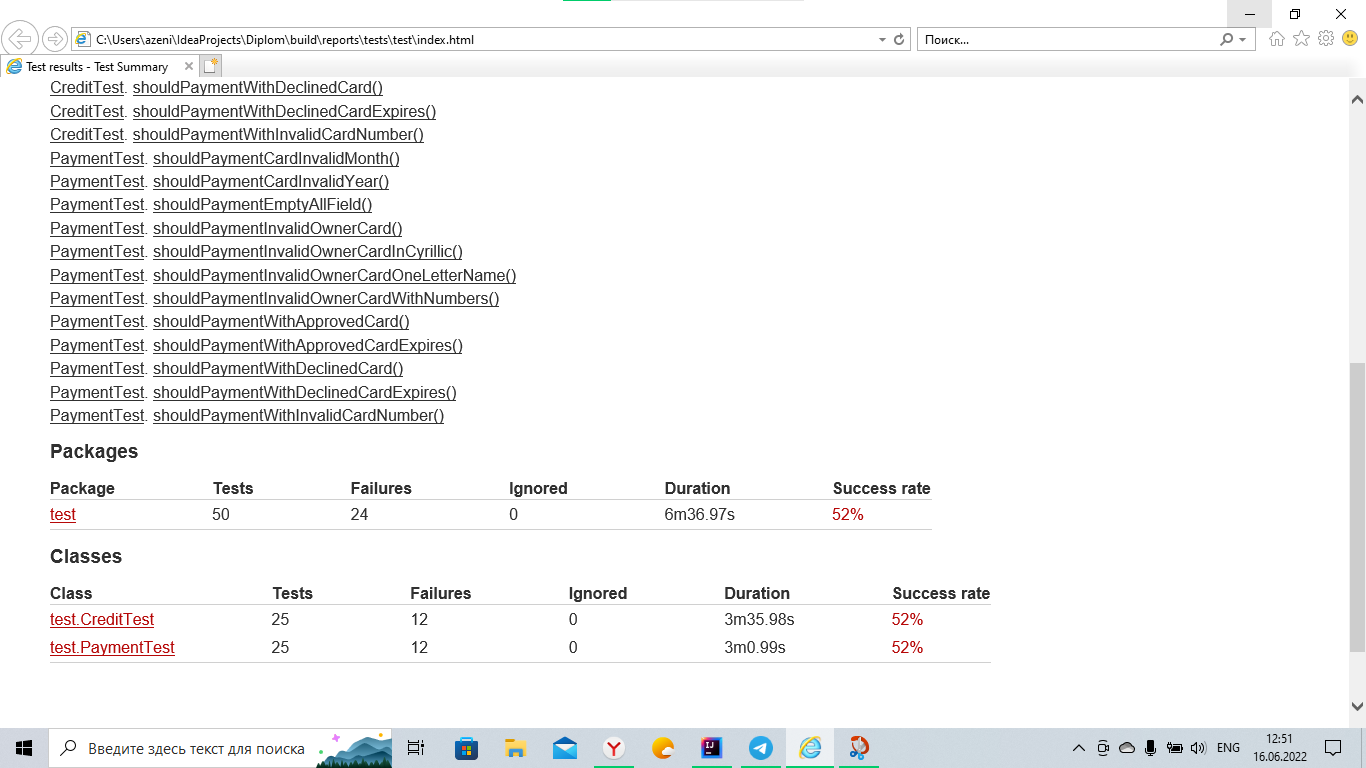 C:\Users\azeni\IdeaProjects\Diplom\build\reports\tests\test\index.html
Поиск...
Test results - Test Summary
CreditTest. shouldPaymentWithDeclinedCard()
CreditTest. shouldPaymentWithDeclinedCardExpires()
CreditTest. shouldPaymentWithInvalidCardNumber()
PaymentTest. shouldPaymentCardInvalidMonth()
PaymentTest. shouldPaymentCardInvalidYear()
PaymentTest. shouldPaymentEmptyAllField()
PaymentTest. shouldPaymentInvalidOwnerCard()
PaymentTest. shouldPaymentInvalidOwnerCardInCyrillic()
PaymentTest. shouldPaymentInvalidOwnerCardOneLetterName()
PaymentTest. shouldPaymentInvalidOwnerCardWithNumbers()
PaymentTest. shouldPaymentWithApprovedCard()
PaymentTest. shouldPaymentWithApprovedCardExpires()
PaymentTest. shouldPaymentWithDeclinedCard()
PaymentTest. shouldPaymentWithDeclinedCardExpires()
PaymentTest. shouldPaymentWithInvalidCardNumber()
Packages
Package Tests Failures Ignored Duration Success rate
test 50 24 0 6m36.97s 52%
Classes
Class Tests Failures Ignored Duration Success rate
test.CreditTest 25 12 0 3m35.98s 52%
test.PaymentTest 25 12 0 3m0.99s 52%
Введите здесь текст для поиска
ENG
12:51
16.06.2022